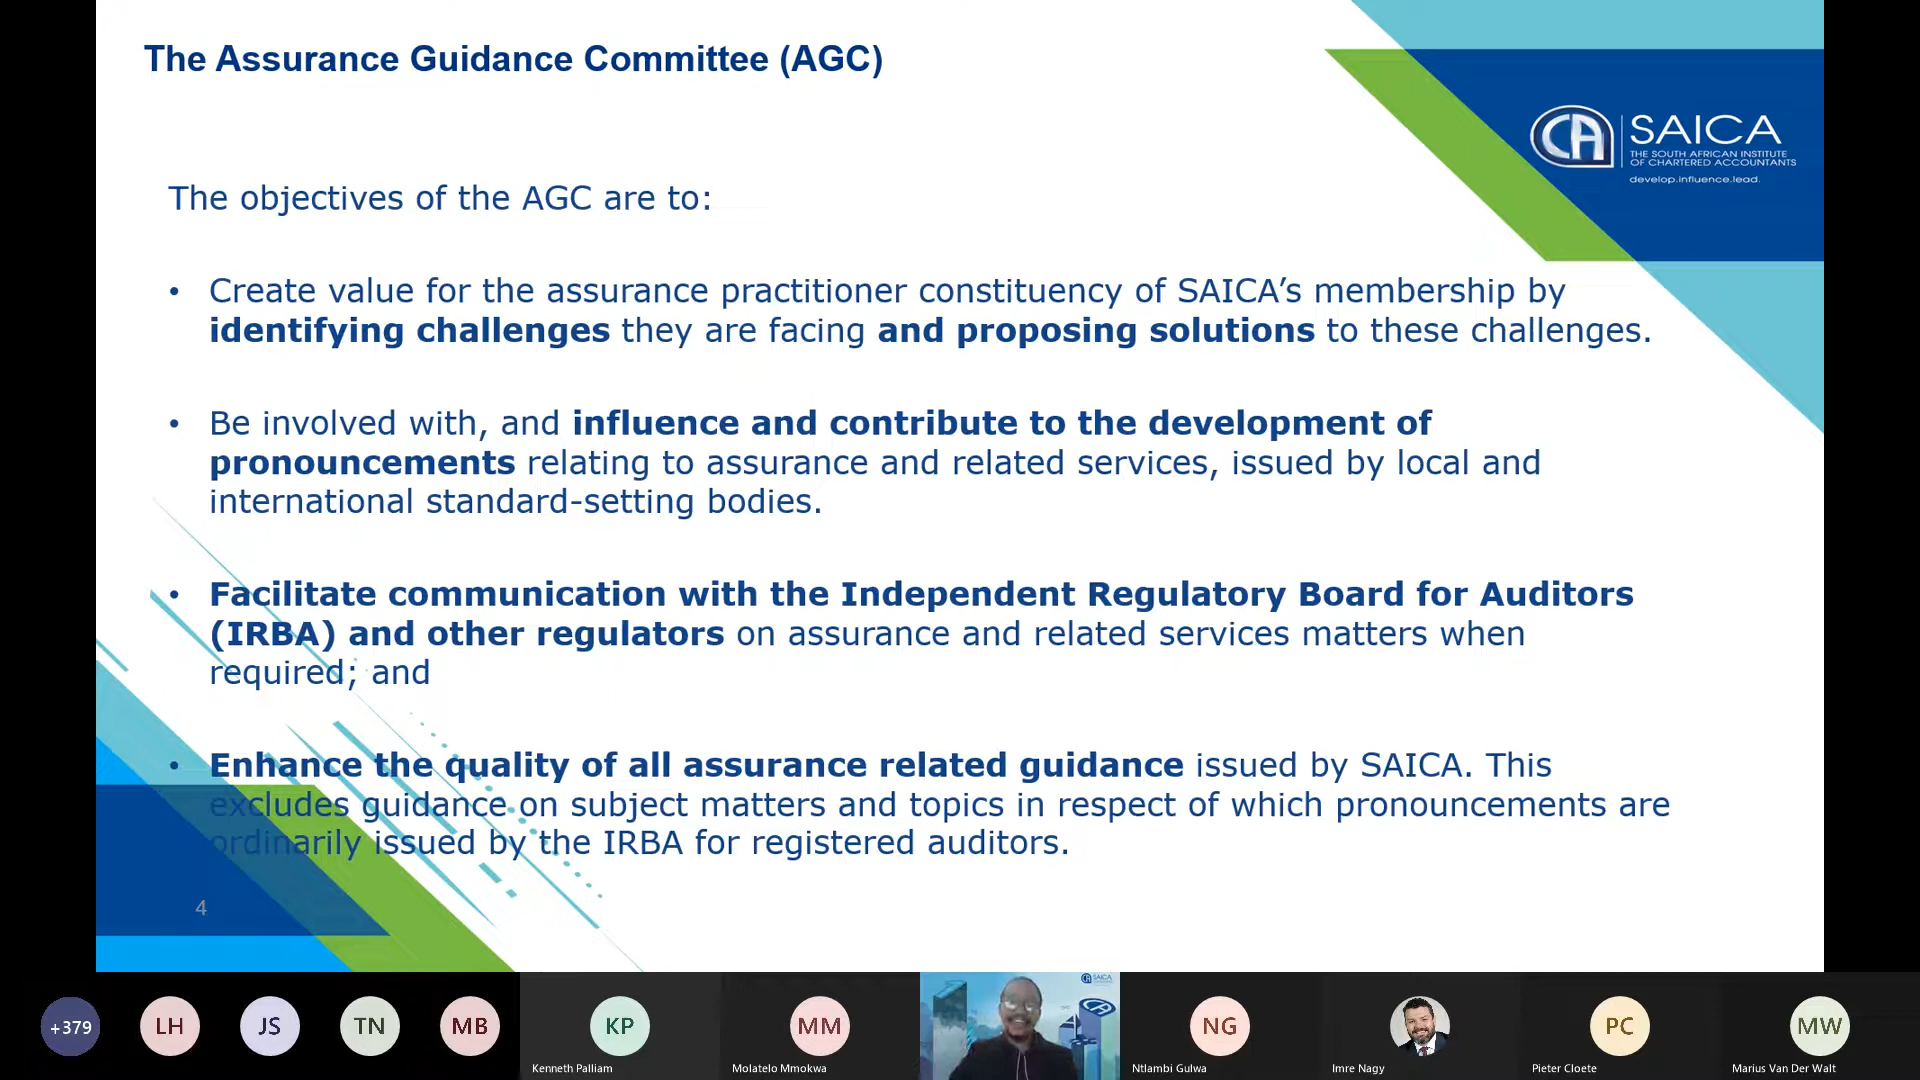 The Assurance Guidance Committee (AGC)
CA
SAICA
THE SOUTH AFRICAN INSTITUTE
OF CHARTERED ACCOUNTANTS
develop.influence.lead.
The objectives of the AGC are to:
• Create value for the assurance practitioner constituency of SAICA’s membership by
identifying challenges they are facing and proposing solutions to these challenges.
• Be involved with, and influence and contribute to the development of
pronouncements relating to assurance and related services, issued by local and
international standard-setting bodies.
• Facilitate communication with the Independent Regulatory Board for Auditors
(IRBA) and other regulators on assurance and related services matters when
required; and
• Enhance the quality of all assurance related guidance issued by SAICA. This
excludes guidance on subject matters and topics in respect of which pronouncements are
ordinarily issued by the IRBA for registered auditors.
4
+379
LH
JS
TN
MB
KP
Kenneth Palliam
MM
Molatelo Mmokwa
SAICA
CA
NG
Ntlambi Gulwa
Imre Nagy
PC
Pieter Cloete
MW
Marius Van Der Walt